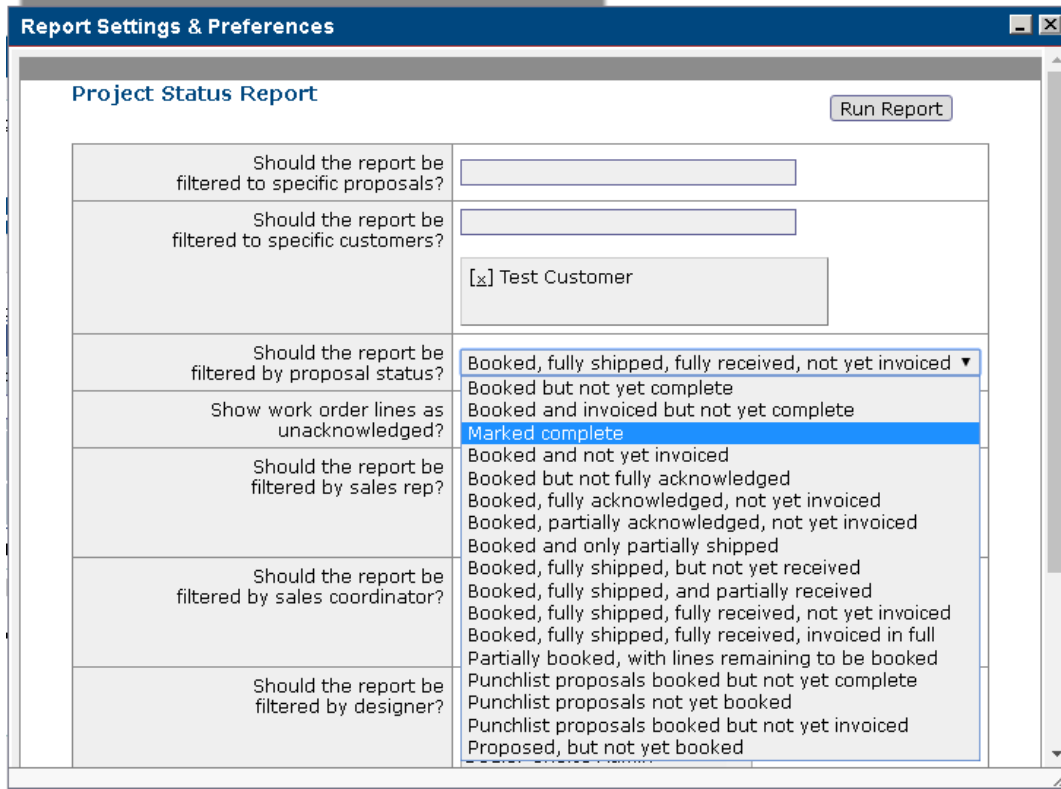 Report Settings & Preferences
Project Status Report
Run Report
Should the report be
filtered to specific proposals?
Should the report be
filtered to specific customers?
[x] Test Customer
Should the report be
filtered by proposal status?
Booked, fully shipped, fully received, not yet invoiced
Booked but not yet complete
Booked and invoiced but not yet complete
Marked complete
Booked and not yet invoiced
Booked but not fully acknowledged
Booked, fully acknowledged, not yet invoiced
Booked, partially acknowledged, not yet invoiced
Booked and only partially shipped
Booked, fully shipped, but not yet received
Booked, fully shipped, and partially received
Booked, fully shipped, fully received, not yet invoiced
Booked, fully shipped, fully received, invoiced in full
Partially booked, with lines remaining to be booked
Punchlist proposals booked but not yet complete
Punchlist proposals not yet booked
Punchlist proposals booked but not yet invoiced
Proposed, but not yet booked
Show work order lines as
unacknowledged?
Should the report be
filtered by sales rep?
Should the report be
filtered by sales coordinator?
Should the report be
filtered by designer?